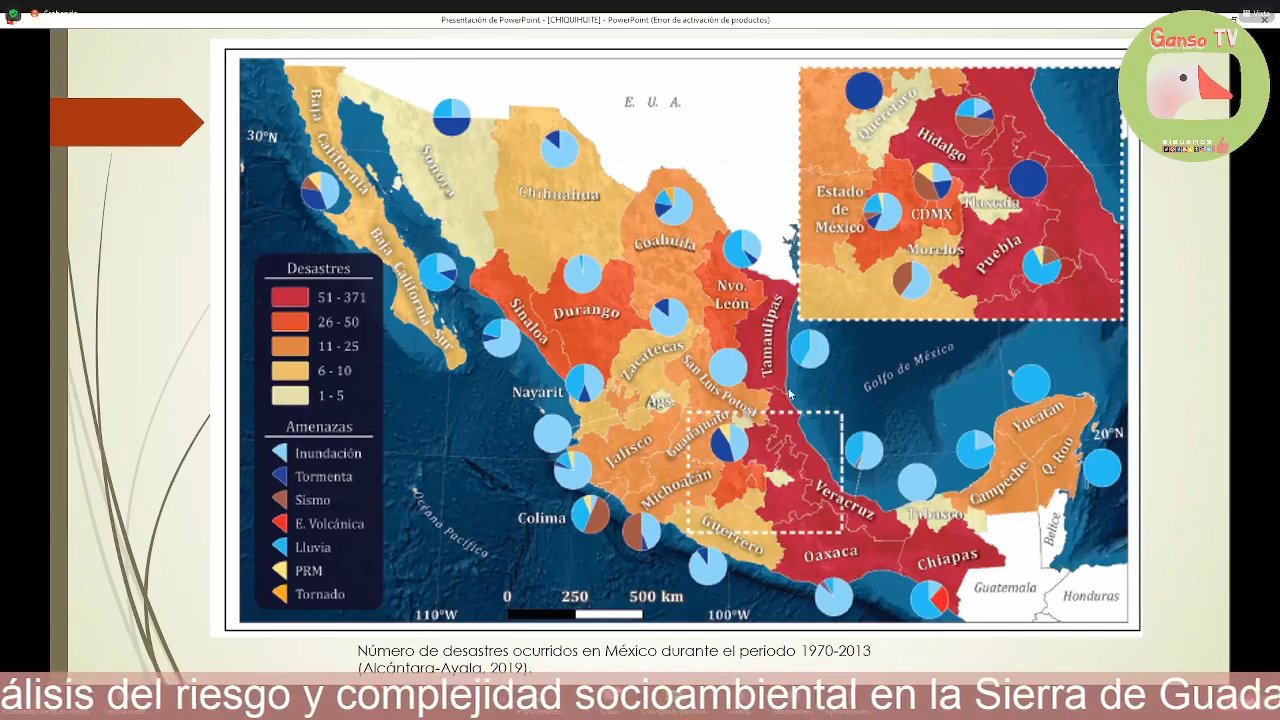 Presentación de PowerPoint - [CHIQUIHUITE] - PowerPoint (Error de activación de productos)
Ganso TV
SIGUENOS
E. U. A.
30°N
Baja California
Sonora
Chihuahua
Coahuila
Baja California Sur
Sinaloa
Durango
Nvo.
León
Tamaulipas
Zacatecas
San Luis Potosí
Nayarit
Ags.
Guanajuato
Jalisco
Michoacán
Colima
Guerrero
Veracruz
Oaxaca
Chiapas
Tabasco
Campeche
Yucatan
Q. Roo
20°N
Belice
Guatemala
Honduras
Golfo de México
Océano Pacífico
Querétaro
Hidalgo
Estado
de
México
CDMX
Tlaxcala
Morelos
Puebla
Desastres
51 - 371
26 - 50
11 - 25
6 - 10
1 - 5
Amenazas
Inundación
Tormenta
Sismo
E. Volcánica
Lluvia
PRM
Tornado
0 250 500 km
110°W
100°W
Número de desastres ocurridos en México durante el periodo 1970-2013
(Alcántara-Ayala, 2019).
álisis del riesgo y complejidad socioambiental en la Sierra de Guada